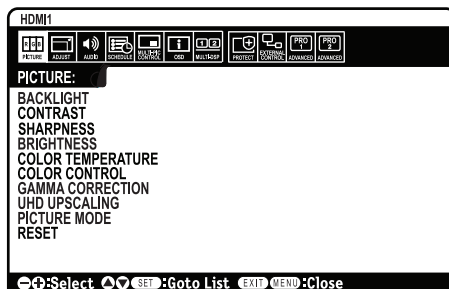 HDMI1
RGB
PICTURE ADJUST AUDIO SCHEDULE MULTI-PIC CONTROL OSD MULTI-DSP PROTECT EXTERNAL CONTROL PRO 1 ADVANCED PRO 2 ADVANCED
PICTURE:
BACKLIGHT
CONTRAST
SHARPNESS
BRIGHTNESS
COLOR TEMPERATURE
COLOR CONTROL
GAMMA CORRECTION
UHD UPSCALING
PICTURE MODE
RESET
:Select SET :Goto List EXIT MENU :Close